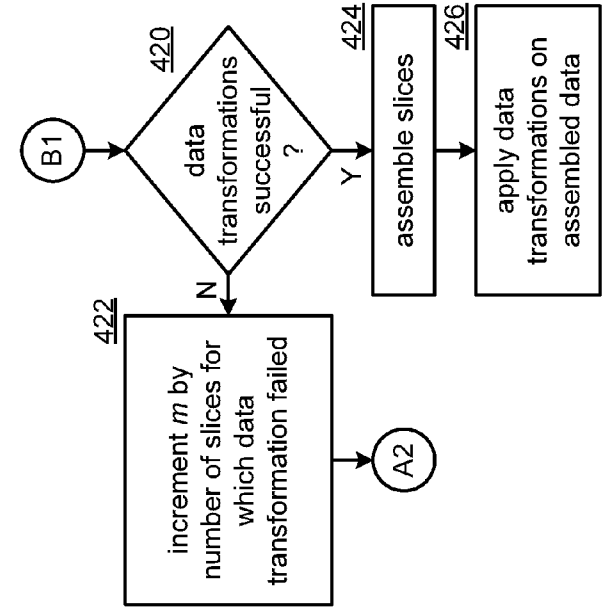 B1
420
data
transformations
successful
?
N
Y
422
increment m by
number of slices for
which data
transformation failed
A2
424
assemble slices
426
apply data
transformations on
assembled data